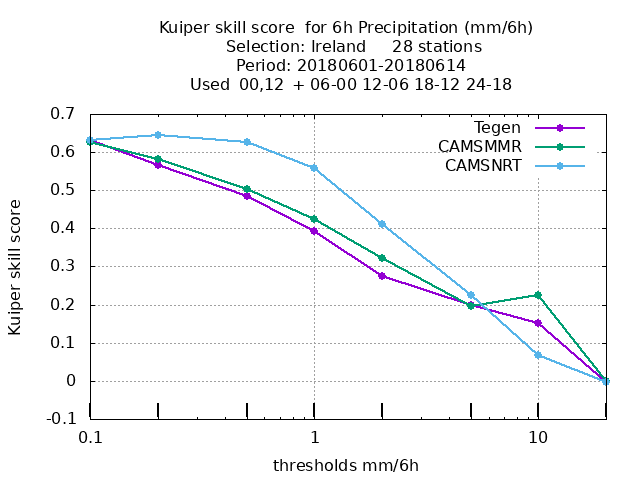 Kuiper skill score  for 6h Precipitation (mm/6h)
Selection: Ireland     28 stations
Period: 20180601-20180614
Used  00,12  + 06-00 12-06 18-12 24-18
Tegen
CAMSMMR
CAMSNRT
Kuiper skill score
0.7
0.6
0.5
0.4
0.3
0.2
0.1
0
-0.1
0.1 1 10
thresholds mm/6h